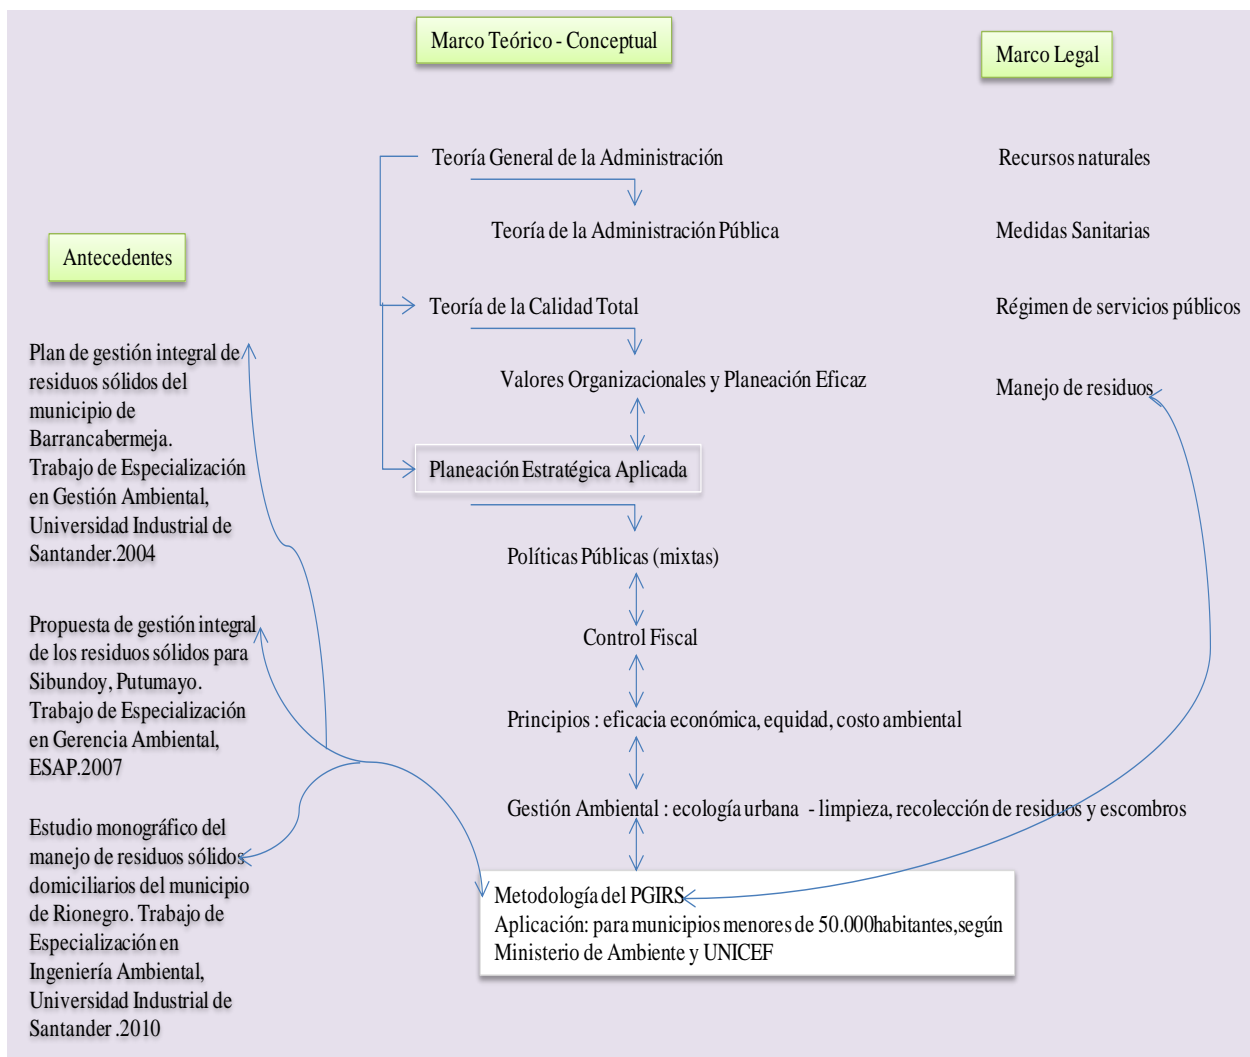 Marco Teórico - Conceptual
Marco Legal
Teoría General de la Administración
Recursos naturales
Teoría de la Administración Pública
Medidas Sanitarias
Antecedentes
Teoría de la Calidad Total
Régimen de servicios públicos
Plan de gestión integral de
residuos sólidos del
municipio de
Barrancabermeja.
Trabajo de Especialización
en Gestión Ambiental,
Universidad Industrial de
Santander.2004
Valores Organizacionales y Planeación Eficaz
Manejo de residuos
Planeación Estratégica Aplicada
Políticas Públicas (mixtas)
Control Fiscal
Propuesta de gestión integral
de los residuos sólidos para
Sibundoy, Putumayo.
Trabajo de Especialización
en Gerencia Ambiental,
ESAP.2007
Principios : eficacia económica, equidad, costo ambiental
Gestión Ambiental : ecología urbana - limpieza, recolección de residuos y escombros
Estudio monográfico del
manejo de residuos sólidos
domiciliarios del municipio
de Rionegro. Trabajo de
Especialización en
Ingeniería Ambiental,
Universidad Industrial de
Santander .2010
Metodología del PGIRS
Aplicación: para municipios menores de 50.000habitantes,según
Ministerio de Ambiente y UNICEF